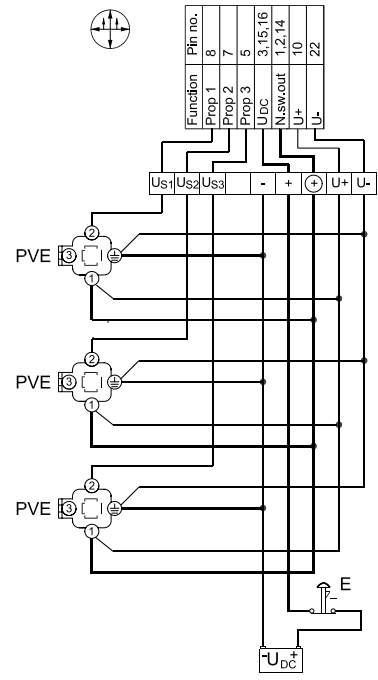 Function Pin no.
Prop 1 8
Prop 2 7
Prop 3 5
UDC 3,15,16
N.sw.out 1,2,14
U+ 10
U- 22
US1 US2 US3 - + + U+ U-
2
PVE 3
1
2
PVE 3
1
2
PVE 3
1
E
-UDC+